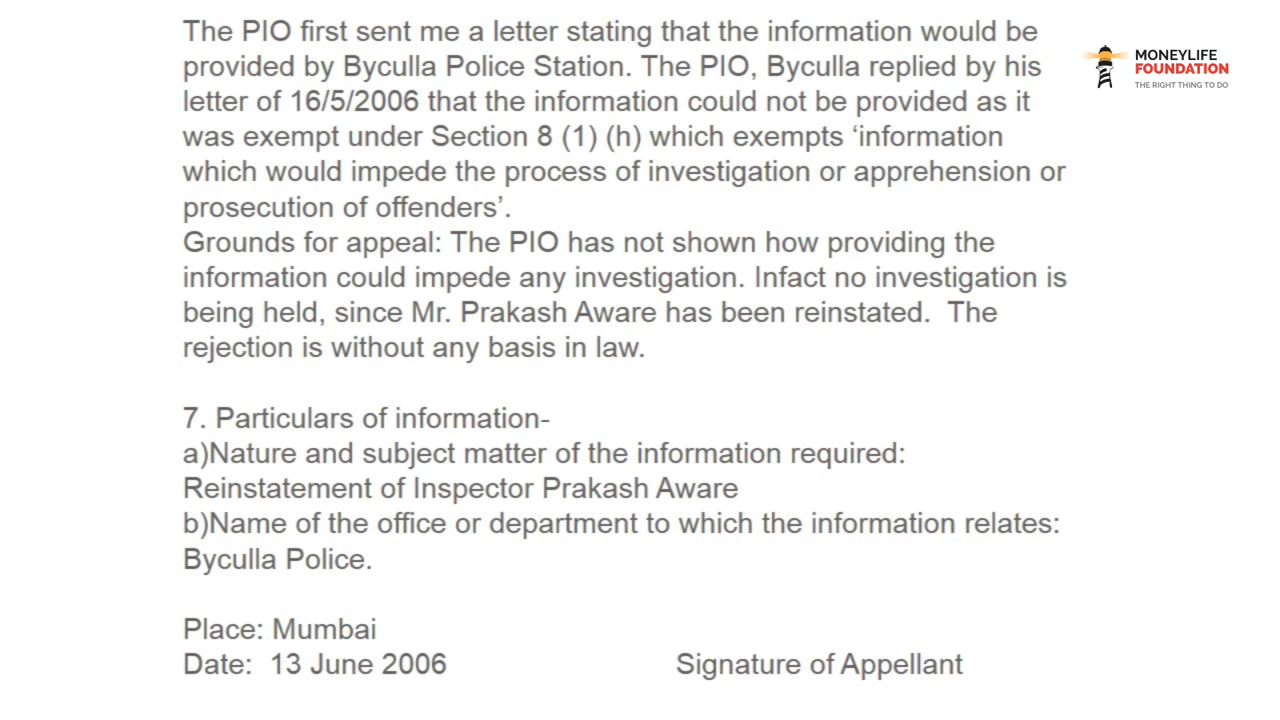 The PIO first sent me a letter stating that the information would be
provided by Byculla Police Station. The PIO, Byculla replied by his
letter of 16/5/2006 that the information could not be provided as it
was exempt under Section 8 (1) (h) which exempts ‘information
which would impede the process of investigation or apprehension or
prosecution of offenders’.
Grounds for appeal: The PIO has not shown how providing the
information could impede any investigation. Infact no investigation is
being held, since Mr. Prakash Aware has been reinstated.  The
rejection is without any basis in law.
7. Particulars of information-
a)Nature and subject matter of the information required:
Reinstatement of Inspector Prakash Aware
b)Name of the office or department to which the information relates:
Byculla Police.
Place: Mumbai
Date:  13 June 2006 Signature of Appellant
MONEYLIFE
FOUNDATION
THE RIGHT THING TO DO